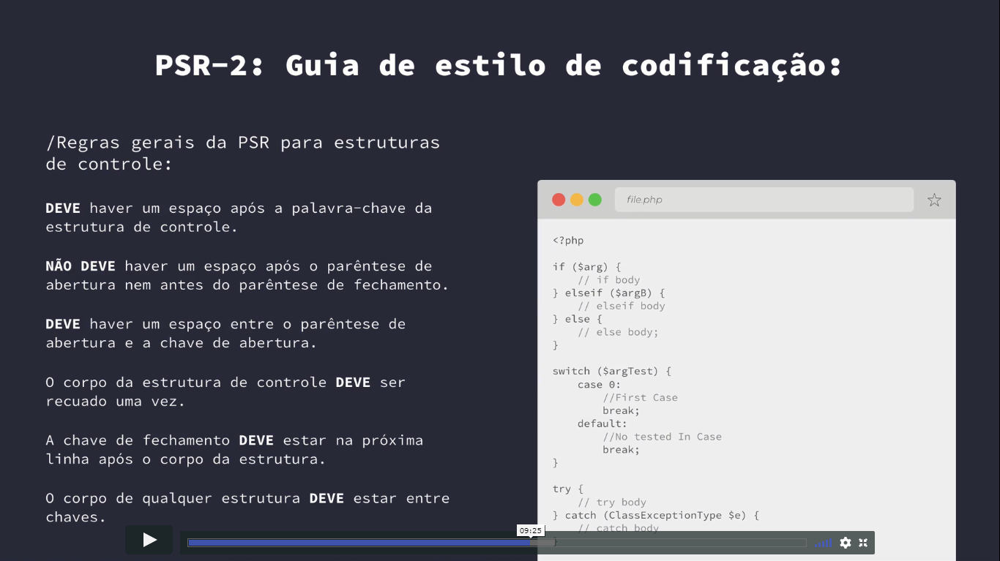 PSR-2: Guia de estilo de codificação:
/Regras gerais da PSR para estruturas
de controle:
DEVE haver um espaço após a palavra-chave da
estrutura de controle.
NÃO DEVE haver um espaço após o parêntese de
abertura nem antes do parêntese de fechamento.
DEVE haver um espaço entre o parêntese de
abertura e a chave de abertura.
O corpo da estrutura de controle DEVE ser
recuado uma vez.
A chave de fechamento DEVE estar na próxima
linha após o corpo da estrutura.
O corpo de qualquer estrutura DEVE estar entre
chaves.
file.php
<?php
if ($arg) {
    // if body
} elseif ($argB) {
    // elseif body
} else {
    // else body;
}
switch ($argTest) {
    case 0:
        //First Case
        break;
    default:
        //No tested In Case
        break;
}
try {
    // try body
} catch (ClassExceptionType $e) {
    // catch body
}
09:25